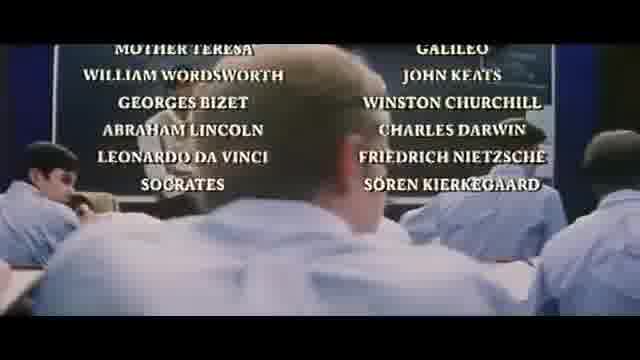 MOTHER TERESA GALILEO
WILLIAM WORDSWORTH JOHN KEATS
GEORGES BIZET WINSTON CHURCHILL
ABRAHAM LINCOLN CHARLES DARWIN
LEONARDO DA VINCI FRIEDRICH NIETZSCHE
SOCRATES SÖREN KIERKEGAARD